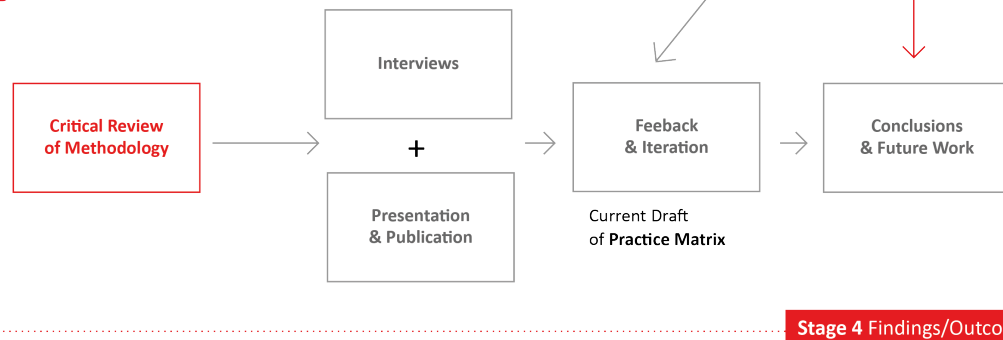 Interviews
Critical Review
of Methodology
+
Feeback
& Iteration
Conclusions
& Future Work
Presentation
& Publication
Current Draft
of Practice Matrix
Stage 4 Findings/Outco